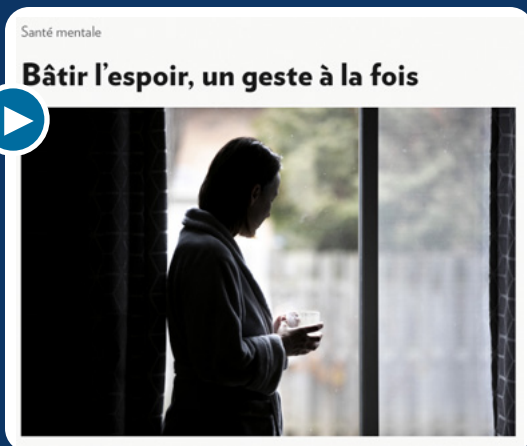 Santé mentale
Bâtir l’espoir, un geste à la fois